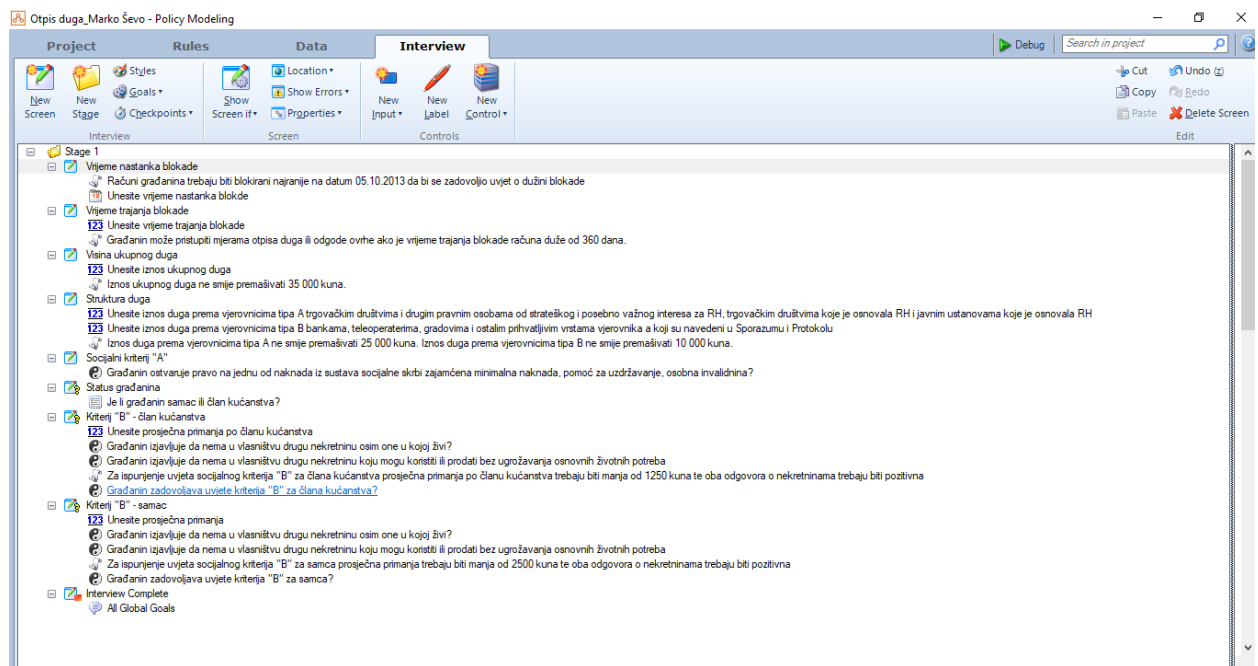 Otpis duga_Marko Ševo - Policy Modeling
Project Rules Data Interview
Debug Search in project
New Screen
New Stage
Styles
Goals
Checkpoints
Interview
Show Screen if
Location
Show Errors
Properties
Screen
New Input
New Label
New Control
Controls
Cut
Copy
Paste
Undo (z)
Redo
Delete Screen
Edit
Stage 1
Vrijeme nastanka blokade
Računi građanina trebaju biti blokirani najranije na datum 05.10.2013 da bi se zadovoljio uvjet o dužini blokade
Unesite vrijeme nastanka blokde
Vrijeme trajanja blokade
123 Unesite vrijeme trajanja blokade
Građanin može pristupiti mjerama otpisa duga ili odgode ovrhe ako je vrijeme trajanja blokade računa duže od 360 dana.
Visina ukupnog duga
123 Unesite iznos ukupnog duga
Iznos ukupnog duga ne smije premašivati 35 000 kuna.
Struktura duga
123 Unesite iznos duga prema vjerovnicima tipa A trgovačkim društvima i drugim pravnim osobama od strateškog i posebno važnog interesa za RH, trgovačkim društvima koje je osnovala RH i javnim ustanovama koje je osnovala RH
123 Unesite iznos duga prema vjerovnicima tipa B bankama, teleoperaterima, gradovima i ostalim prihvatljivim vrstama vjerovnika a koji su navedeni u Sporazumu i Protokolu
Iznos duga prema vjerovnicima tipa A ne smije premašivati 25 000 kuna. Iznos duga prema vjerovnicima tipa B ne smije premašivati 10 000 kuna.
Socijalni kriterij "A"
Građanin ostvaruje pravo na jednu od naknada iz sustava socijalne skrbi zajamćena minimalna naknada, pomoć za uzdržavanje, osobna invalidnina?
Status građanina
Je li građanin samac ili član kućanstva?
Kriterij "B" - član kućanstva
123 Unesite prosječna primanja po članu kućanstva
Građanin izjavljuje da nema u vlasništvu drugu nekretninu osim one u kojoj živi?
Građanin izjavljuje da nema u vlasništvu drugu nekretninu koju mogu koristiti ili prodati bez ugrožavanja osnovnih životnih potreba
Za ispunjenje uvjeta socijalnog kriterija "B" za člana kućanstva prosječna primanja po članu kućanstva trebaju biti manja od 1250 kuna te oba odgovora o nekretninama trebaju biti pozitivna
Građanin zadovoljava uvjete kriterija "B" za člana kućanstva?
Kriterij "B" - samac
123 Unesite prosječna primanja
Građanin izjavljuje da nema u vlasništvu drugu nekretninu osim one u kojoj živi?
Građanin izjavljuje da nema u vlasništvu drugu nekretninu koju mogu koristiti ili prodati bez ugrožavanja osnovnih životnih potreba
Za ispunjenje uvjeta socijalnog kriterija "B" za samca prosječna primanja trebaju biti manja od 2500 kuna te oba odgovora o nekretninama trebaju biti pozitivna
Građanin zadovoljava uvjete kriterija "B" za samca?
Interview Complete
All Global Goals